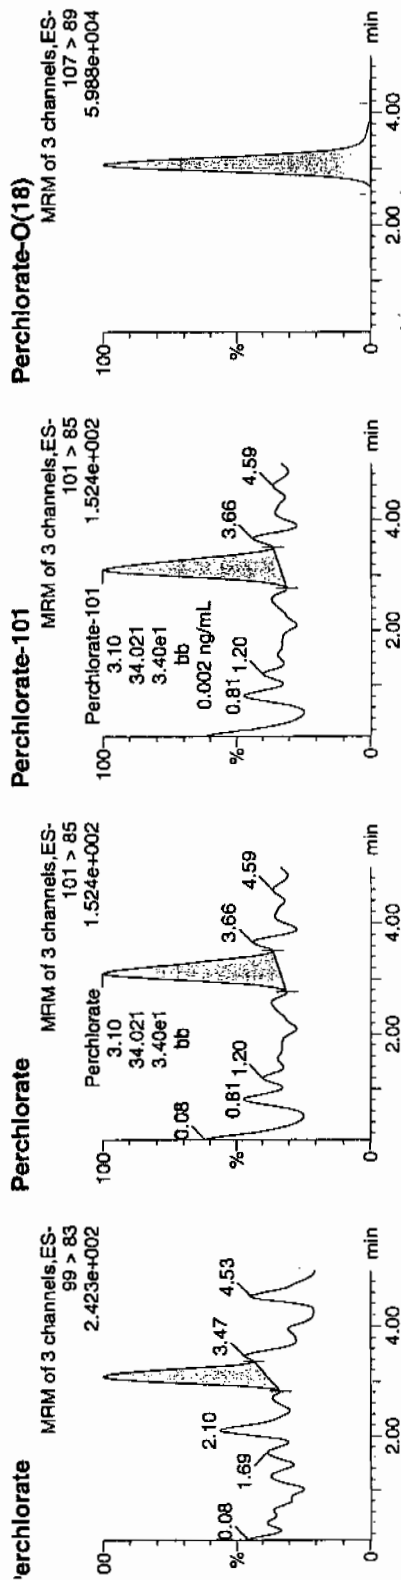 erchlorate
MRM of 3 channels,ES-
99 > 83
2.423e+002
00
%
0
0.08
1.69
2.10
3.47
4.53
2.00
4.00
min
Perchlorate
MRM of 3 channels,ES-
101 > 85
1.524e+002
100
%
0
Perchlorate
3.10
34.021
3.40e1
bb
0.08
0.81
1.20
3.66
4.59
2.00
4.00
min
Perchlorate-101
MRM of 3 channels,ES-
101 > 85
1.524e+002
100
%
0
Perchlorate-101
3.10
34.021
3.40e1
bb
0.002 ng/mL
0.81
1.20
3.66
4.59
2.00
4.00
min
Perchlorate-O(18)
MRM of 3 channels,ES-
107 > 89
5.988e+004
100
%
0
2.00
4.00
min